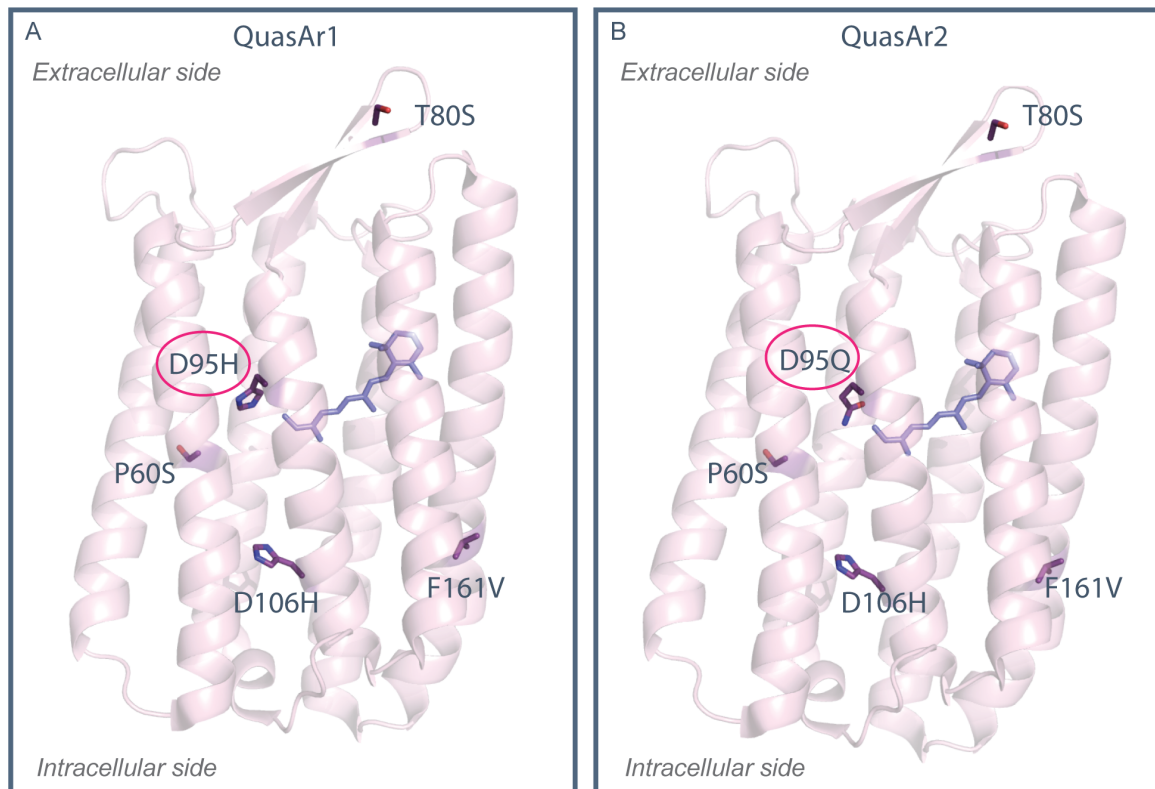 A
QuasAr1
Extracellular side
T80S
D95H
P60S
D106H
F161V
Intracellular side
B
QuasAr2
Extracellular side
T80S
D95Q
P60S
D106H
F161V
Intracellular side